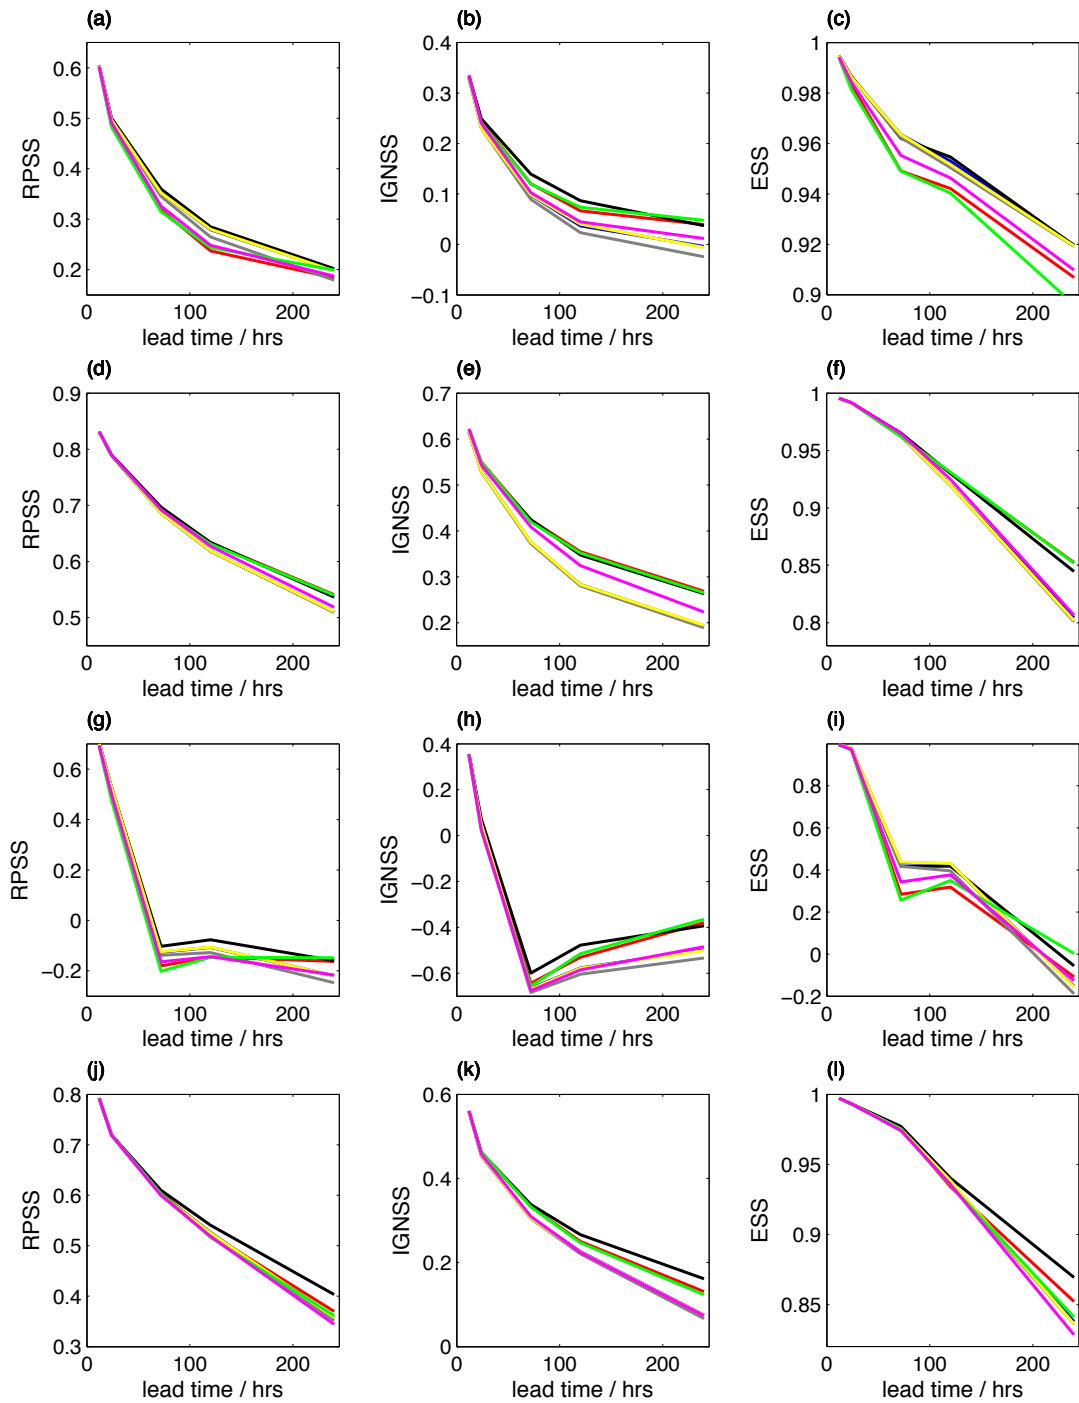 (a) (b) (c)
0.6 0.5 0.4 0.3 0.2
RPSS
0 100 200
lead time / hrs
0.4 0.3 0.2 0.1 0 −0.1
IGNSS
0 100 200
lead time / hrs
1 0.98 0.96 0.94 0.92 0.9
ESS
0 100 200
lead time / hrs
(d) (e) (f)
0.9 0.8 0.7 0.6 0.5
RPSS
0 100 200
lead time / hrs
0.7 0.6 0.5 0.4 0.3 0.2
IGNSS
0 100 200
lead time / hrs
1 0.95 0.9 0.85 0.8
ESS
0 100 200
lead time / hrs
(g) (h) (i)
0.6 0.4 0.2 0 −0.2
RPSS
0 100 200
lead time / hrs
0.4 0.2 0 −0.2 −0.4 −0.6
IGNSS
0 100 200
lead time / hrs
0.8 0.6 0.4 0.2 0 −0.2
ESS
0 100 200
lead time / hrs
(j) (k) (l)
0.8 0.7 0.6 0.5 0.4 0.3
RPSS
0 100 200
lead time / hrs
0.6 0.4 0.2 0
IGNSS
0 100 200
lead time / hrs
1 0.95 0.9 0.85
ESS
0 100 200
lead time / hrs